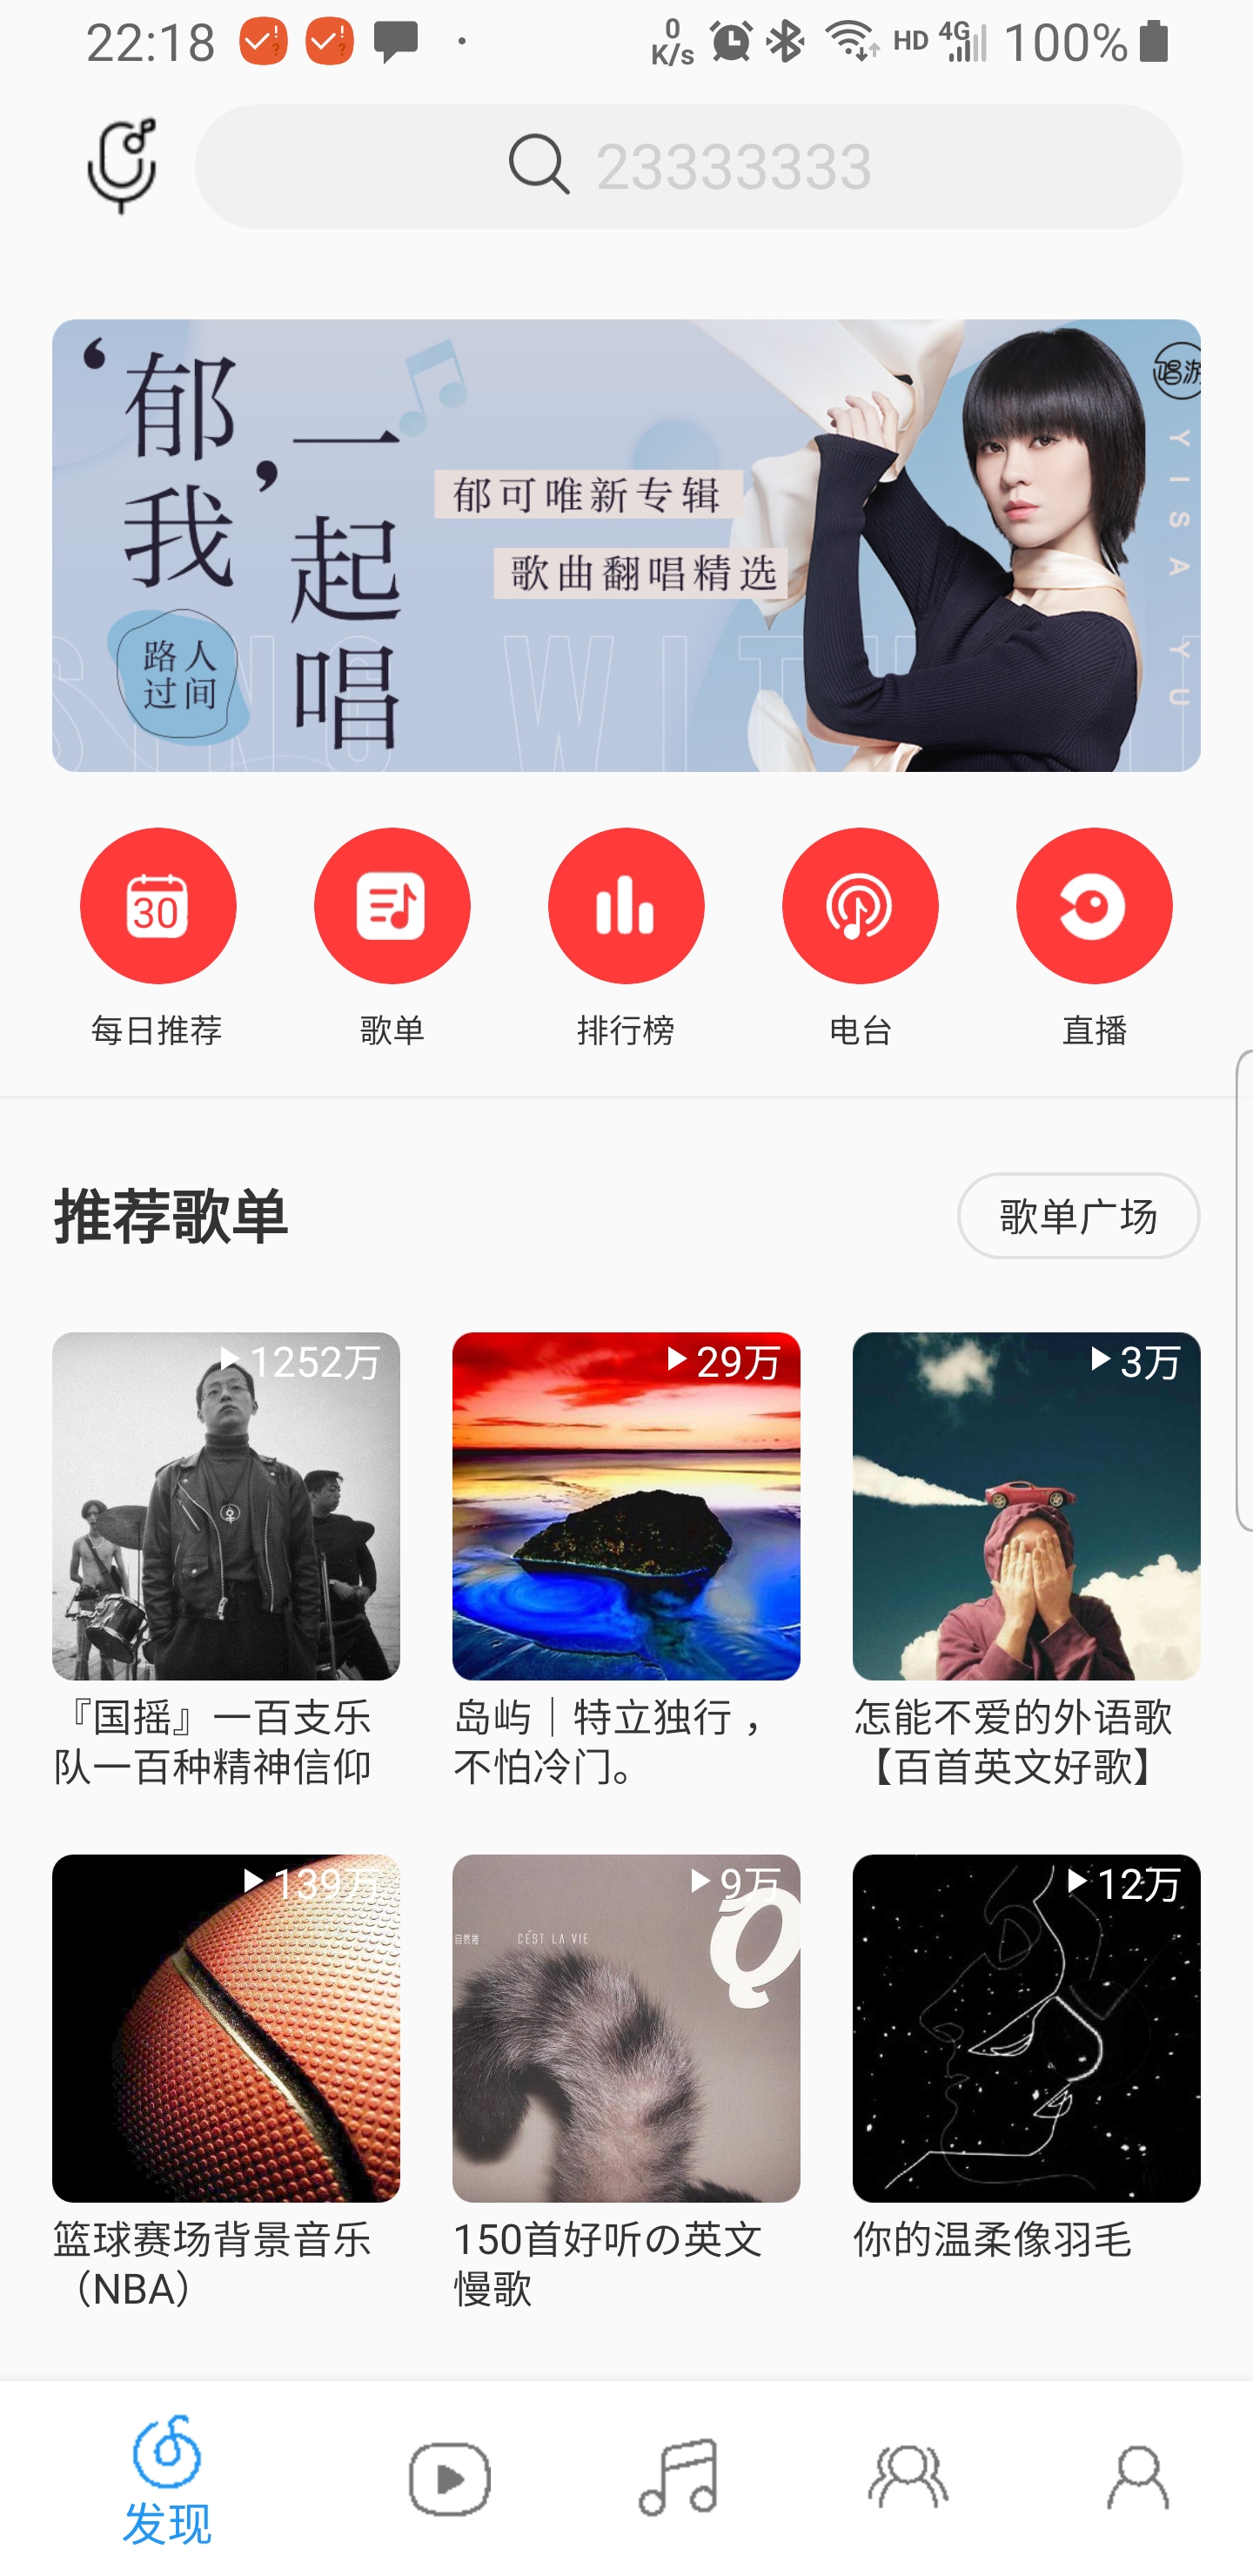 22:18
0
K/s
HD
4G
100%
23333333
‘郁我,
一起唱
郁可唯新专辑
歌曲翻唱精选
路人
过间
SING WITH
唱游
YISA YU
30
每日推荐
歌单
排行榜
电台
直播
推荐歌单
歌单广场
1252万
29万
3万
『国摇』一百支乐
队一百种精神信仰
岛屿｜特立独行，
不怕冷门。
怎能不爱的外语歌
【百首英文好歌】
139万
9万
12万
自然卷
CÉST LA VIE
Q
篮球赛场背景音乐
（NBA）
150首好听の英文
慢歌
你的温柔像羽毛
发现